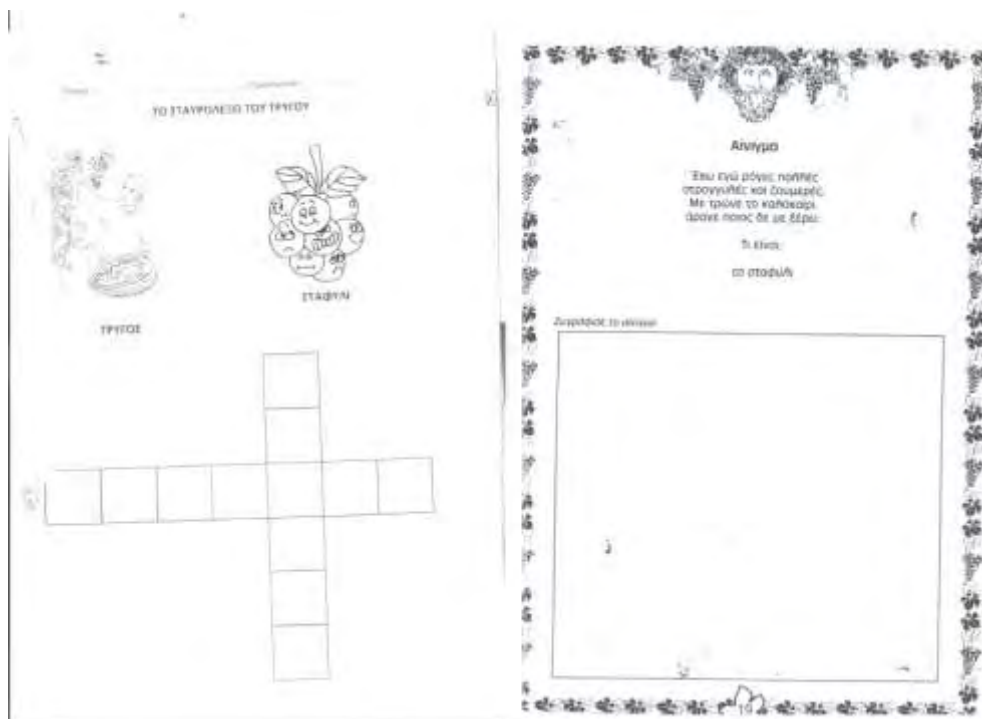 ΤΟ ΣΤΑΥΡΟΛΕΞΟ ΤΟΥ ΤΡΥΓΟΥ
ΣΤΑΦΥΛΙ
ΤΡΥΓΟΣ
Αίνιγμα
Έχω εγώ ρόγες πολλές
στρογγυλές και ζουμερές.
Με τρώνε το καλοκαίρι
άραγε ποιος δε με ξέρει;
Τι είναι;
το σταφύλι
Ζωγράφισε το αίνιγμα